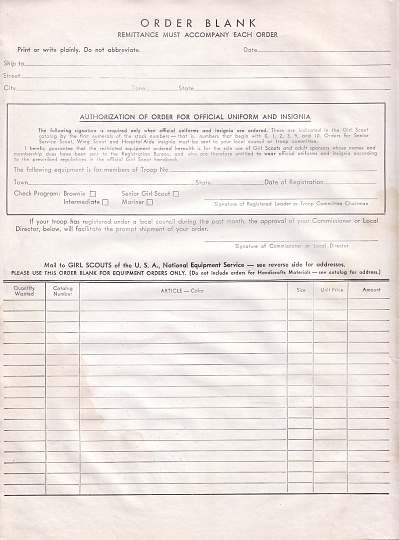 ORDER BLANK
REMITTANCE MUST ACCOMPANY EACH ORDER
Print or write plainly. Do not abbreviate. Date
Ship to
Street
City Zone State
AUTHORIZATION OF ORDER FOR OFFICIAL UNIFORM AND INSIGNIA
The following signature is required only when official uniforms and insignia are ordered. These are indicated in the Girl Scout
catalog by the first numerals of the stock numbers—that is, numbers that begin with 0, 1, 2, 3, 9, and 10. Orders for Senior
Service Scout, Wing Scout and Hospital-Aide insignia must be sent to your local council or troop committee.
I hereby guarantee that the restricted equipment ordered herewith is for the sole use of Girl Scouts and adult sponsors whose names and
membership dues have been sent to the Registration Bureau, and who are therefore entitled to wear official uniforms and insignia according
to the prescribed regulations in the official Girl Scout handbook.
The following equipment is for members of Troop No.
Town State Date of Registration
Check Program: Brownie Senior Girl Scout
Intermediate Mariner
Signature of Registered Leader or Troop Committee Chairman
If your troop has registered under a local council during the past month, the approval of your Commissioner or Local
Director, below, will facilitate the prompt shipment of your order.
Signature of Commissioner or Local Director
Mail to GIRL SCOUTS of the U. S. A., National Equipment Service — see reverse side for addresses.
PLEASE USE THIS ORDER BLANK FOR EQUIPMENT ORDERS ONLY. (Do not include orders for Handicrafts Materials — see catalog for address.)
Quantity Wanted Catalog Number ARTICLE — Color Size Unit Price Amount